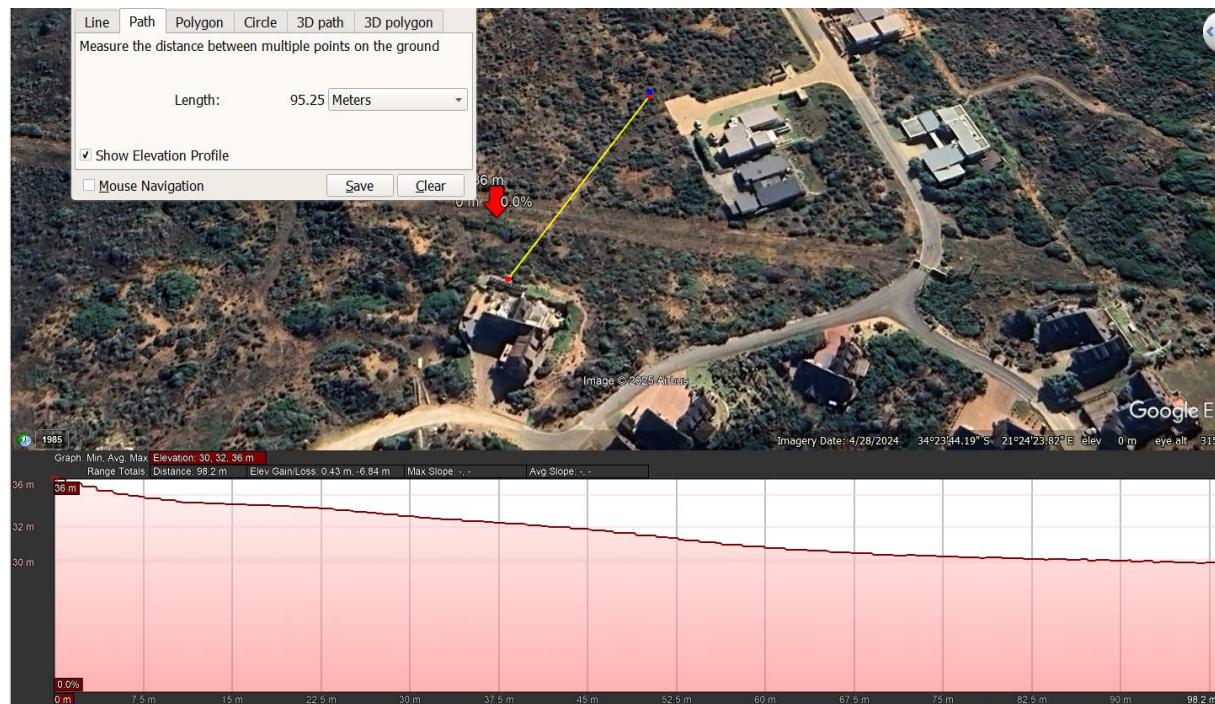 Line Path Polygon Circle 3D path 3D polygon
Measure the distance between multiple points on the ground
Length: 95.25 Meters
Show Elevation Profile
Mouse Navigation Save Clear
36 m
0 m 0.0%
Image © 2025 Airbus
Google E
1985
Imagery Date: 4/28/2024 34°23'44.19" S 21°24'23.82" E elev 0 m eye alt 315
Graph: Min, Avg, Max Elevation: 30, 32, 36 m
Range Totals: Distance: 98.2 m Elev Gain/Loss: 0.43 m, -6.84 m Max Slope: -, - Avg Slope: -, -
36 m
36 m
32 m
30 m
0.0%
0 m 7.5 m 15 m 22.5 m 30 m 37.5 m 45 m 52.5 m 60 m 67.5 m 75 m 82.5 m 90 m 98.2 m